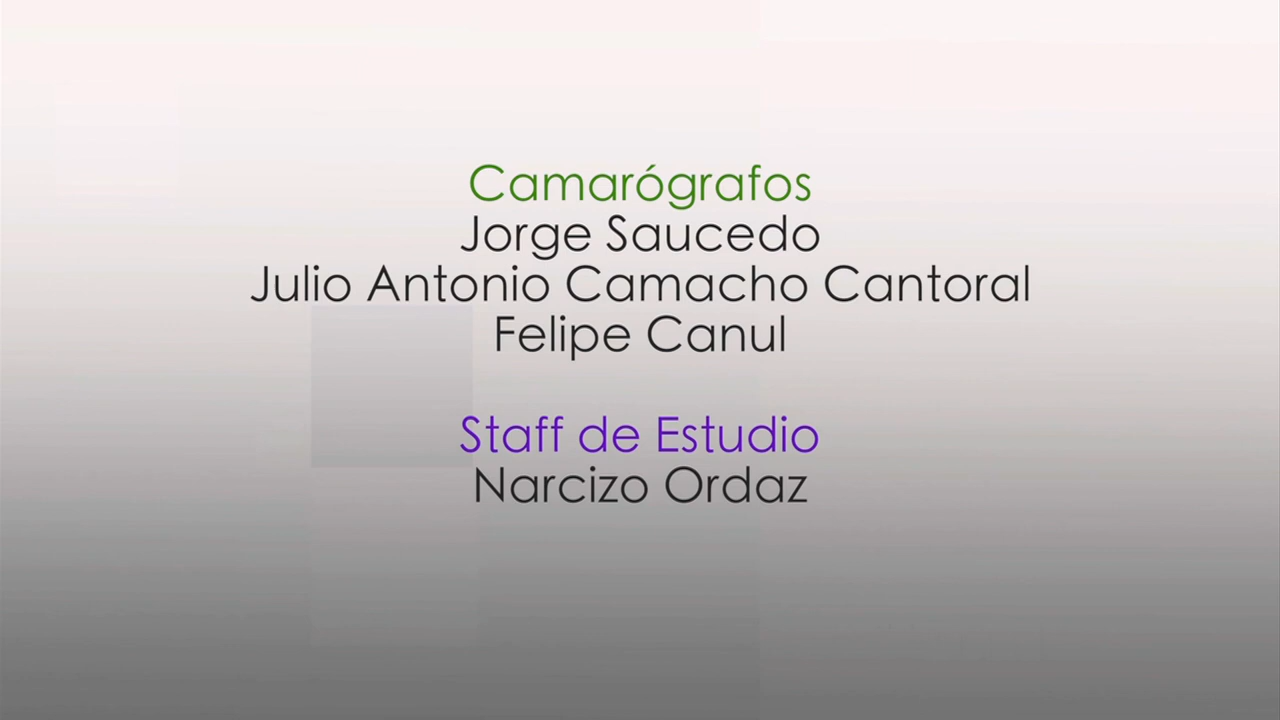 Camarógrafos
Jorge Saucedo
Julio Antonio Camacho Cantoral
Felipe Canul
Staff de Estudio
Narcizo Ordaz